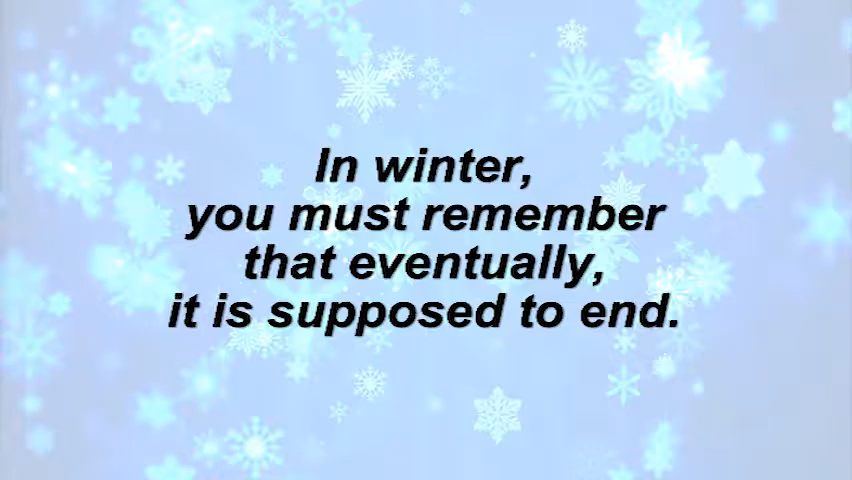 In winter,
you must remember
that eventually,
it is supposed to end.